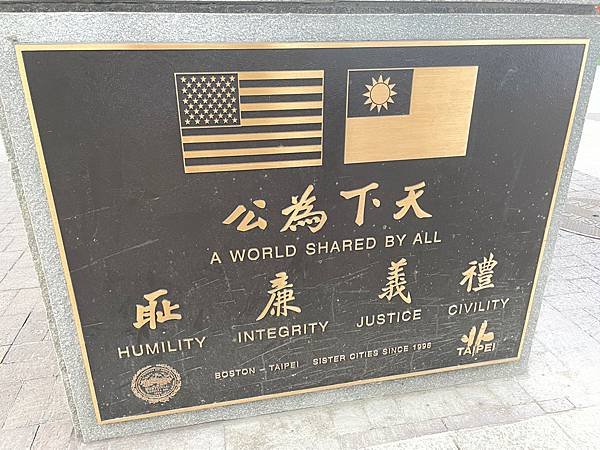 公為下天
A WORLD SHARED BY ALL
恥 廉 義 禮
HUMILITY INTEGRITY JUSTICE CIVILITY
BOSTON – TAIPEI SISTER CITIES SINCE 1996
北
TAIPEI